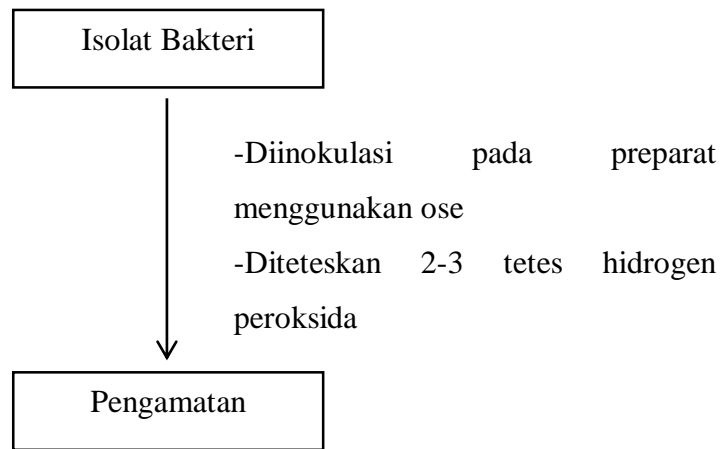 Isolat Bakteri
-Diinokulasi pada preparat
menggunakan ose
-Diteteskan 2-3 tetes hidrogen
peroksida
Pengamatan